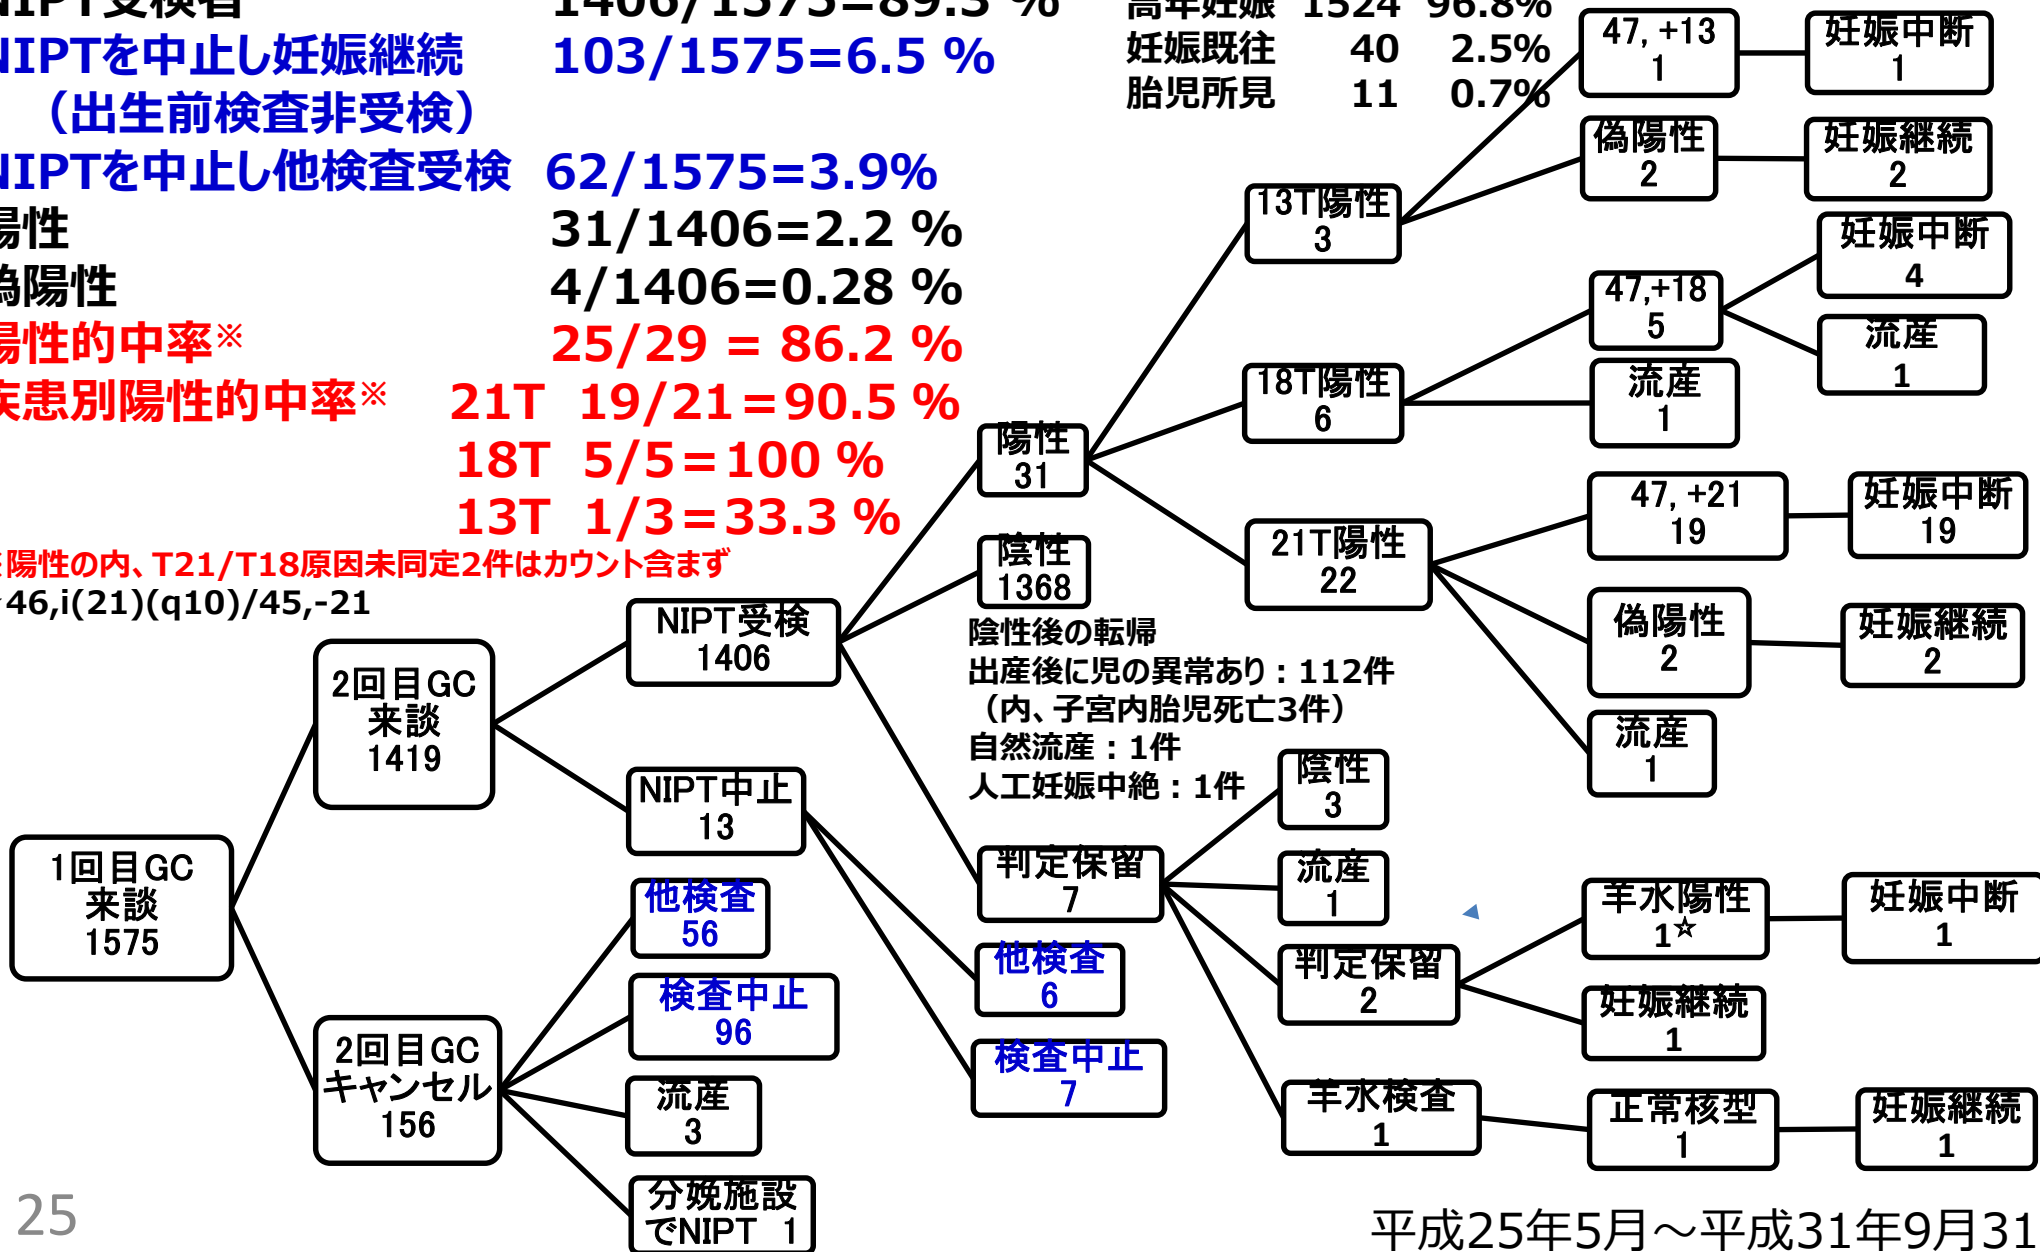 NIPT受検者 1406/1575=89.3 %
NIPTを中止し妊娠継続 103/1575=6.5 %
（出生前検査非受検）
NIPTを中止し他検査受検 62/1575=3.9%
陽性 31/1406=2.2 %
偽陽性 4/1406=0.28 %
陽性的中率※ 25/29 = 86.2 %
疾患別陽性的中率※ 21T 19/21=90.5 %
18T 5/5=100 %
13T 1/3=33.3 %
※陽性の内、T21/T18原因未同定2件はカウント含まず
46,i(21)(q10)/45,-21
高年妊娠 1524 96.8%
妊娠既往 40 2.5%
胎児所見 11 0.7%
1回目GC
来談
1575
2回目GC
来談
1419
2回目GC
キャンセル
156
NIPT受検
1406
NIPT中止
13
他検査
56
検査中止
96
流産
3
分娩施設
でNIPT 1
陽性
31
陰性
1368
陰性後の転帰
出産後に児の異常あり：112件
（内、子宮内胎児死亡3件）
自然流産：1件
人工妊娠中絶：1件
判定保留
7
他検査
6
検査中止
7
13T陽性
3
18T陽性
6
21T陽性
22
陰性
3
流産
1
判定保留
2
羊水検査
1
47, +13
1
偽陽性
2
47,+18
5
流産
1
47, +21
19
偽陽性
2
流産
1
羊水陽性
1☆
妊娠継続
1
正常核型
1
妊娠中断
1
妊娠継続
2
妊娠中断
4
流産
1
妊娠中断
19
妊娠継続
2
妊娠中断
1
妊娠継続
1
25
平成25年5月～平成31年9月31